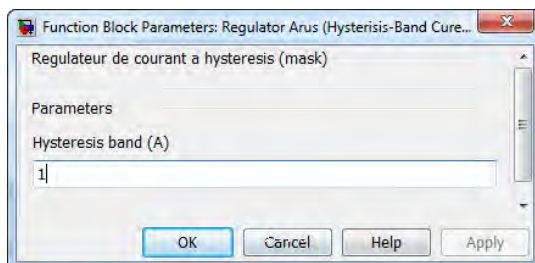 Function Block Parameters: Regulator Arus (Hysterisis-Band Cure...
Regulateur de courant a hysteresis (mask)
Parameters
Hysteresis band (A)
1
OK Cancel Help Apply